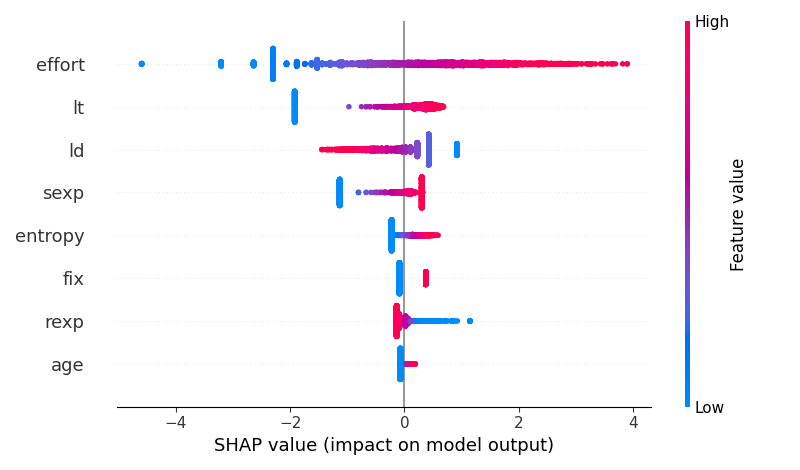 High
effort
lt
ld
sexp
entropy
fix
rexp
age
Feature value
Low
−4 −2 0 2 4
SHAP value (impact on model output)